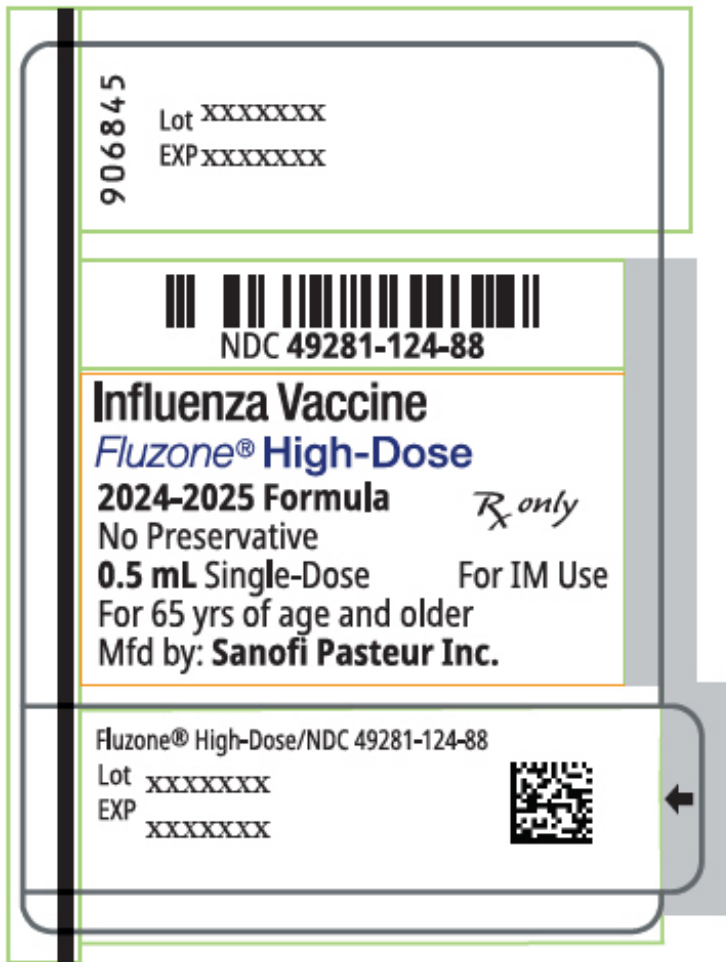 906845
Lot xxxxxxx
EXP xxxxxxx
NDC 49281-124-88
Influenza Vaccine
Fluzone® High-Dose
2024-2025 Formula
Rx only
No Preservative
0.5 mL Single-Dose For IM Use
For 65 yrs of age and older
Mfd by: Sanofi Pasteur Inc.
Fluzone® High-Dose/NDC 49281-124-88
Lot xxxxxxx
EXP
xxxxxxx